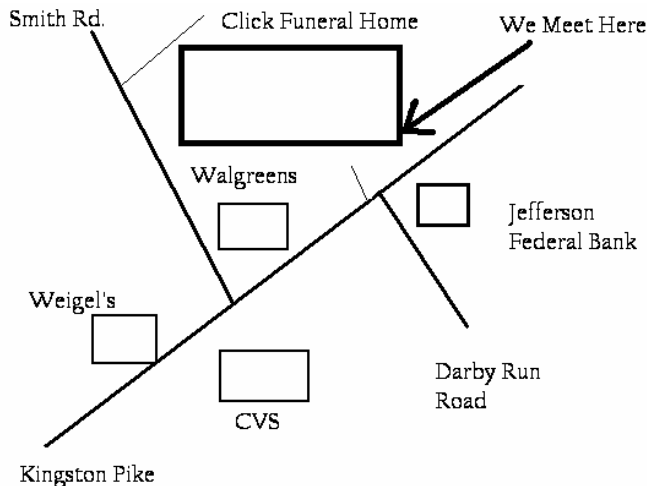 Smith Rd.
Click Funeral Home
We Meet Here
Walgreens
Jefferson
Federal Bank
Weigel's
Darby Run
Road
CVS
Kingston Pike